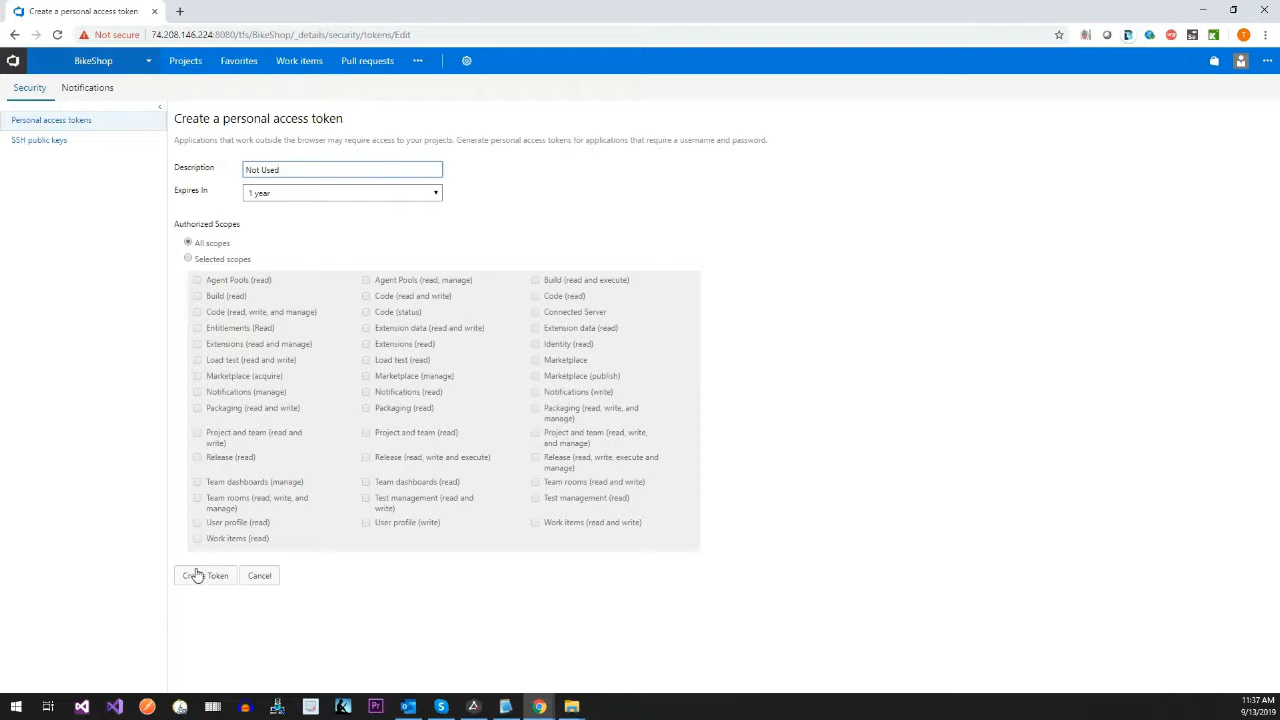 Create a personal access token
Not secure 74.208.146.224:8080/tfs/BikeShop/_details/security/tokens/Edit
BikeShop Projects Favorites Work items Pull requests
Security Notifications
Personal access tokens
SSH public keys
Create a personal access token
Applications that work outside the browser may require access to your projects. Generate personal access tokens for applications that require a username and password.
Description Not Used
Expires In 1 year
Authorized Scopes
All scopes
Selected scopes
Agent Pools (read) Agent Pools (read, manage) Build (read and execute)
Build (read) Code (read and write) Code (read)
Code (read, write, and manage) Code (status) Connected Server
Entitlements (Read) Extension data (read and write) Extension data (read)
Extensions (read and manage) Extensions (read) Identity (read)
Load test (read and write) Load test (read) Marketplace
Marketplace (acquire) Marketplace (manage) Marketplace (publish)
Notifications (manage) Notifications (read) Notifications (write)
Packaging (read and write) Packaging (read) Packaging (read, write, and
manage)
Project and team (read and Project and team (read) Project and team (read, write,
write) and manage)
Release (read) Release (read, write and execute) Release (read, write, execute and
manage)
Team dashboards (manage) Team dashboards (read) Team rooms (read and write)
Team rooms (read, write, and Test management (read and Test management (read)
manage) write)
User profile (read) User profile (write) Work items (read and write)
Work items (read)
Create Token Cancel
11:37 AM
9/13/2019